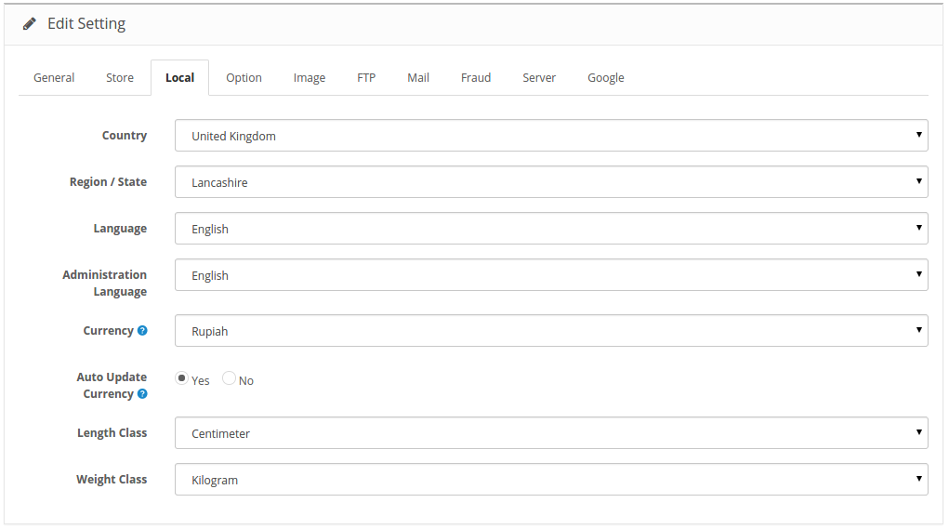 Edit Setting
General Store Local Option Image FTP Mail Fraud Server Google
Country United Kingdom
Region / State Lancashire
Language English
Administration Language English
Currency ? Rupiah
Auto Update Currency ? Yes No
Length Class Centimeter
Weight Class Kilogram